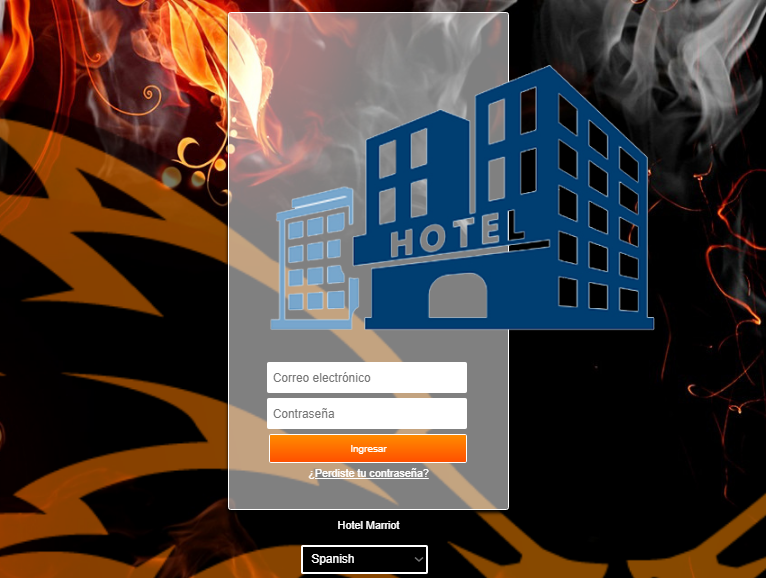 HOTEL
Correo electrónico
Contraseña
Ingresar
¿Perdiste tu contraseña?
Hotel Marriot
Spanish